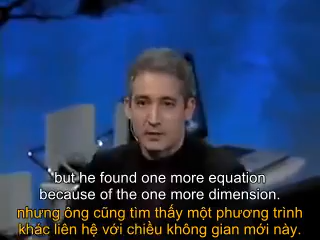 but he found one more equation
because of the one more dimension.
nhưng ông cũng tìm thấy một phương trình
khác liên hệ với chiều không gian mới này.